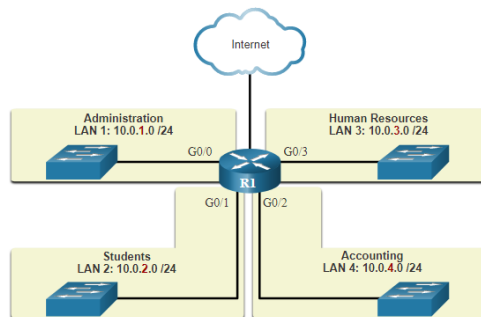 Internet
Administration
LAN 1: 10.0.1.0 /24
Human Resources
LAN 3: 10.0.3.0 /24
G0/0
G0/3
R1
G0/1
G0/2
Students
LAN 2: 10.0.2.0 /24
Accounting
LAN 4: 10.0.4.0 /24